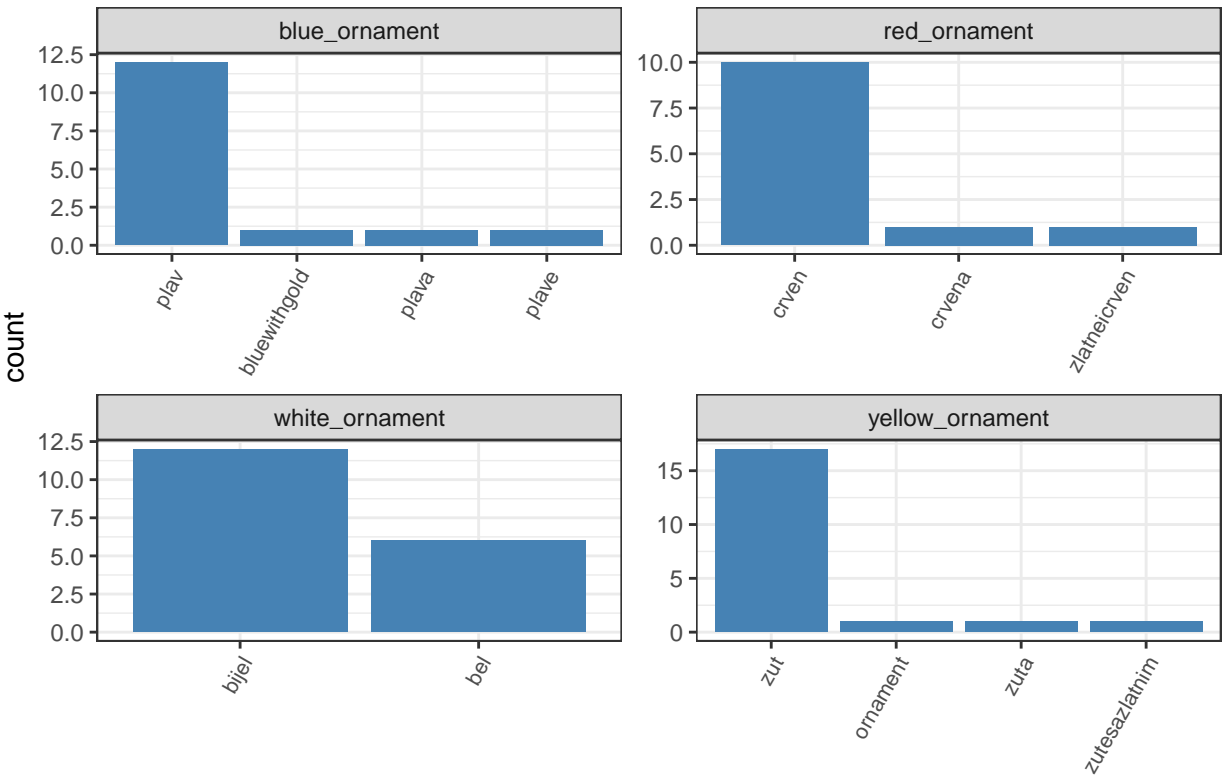 blue_ornament
12.5
10.0
7.5
5.0
2.5
0.0
plav
bluewithgold
plava
plave
red_ornament
10.0
7.5
5.0
2.5
0.0
crven
crvena
zlatneicrven
count
white_ornament
12.5
10.0
7.5
5.0
2.5
0.0
bijel
bel
yellow_ornament
15
10
5
0
zut
ornament
zuta
zutesazlatnim